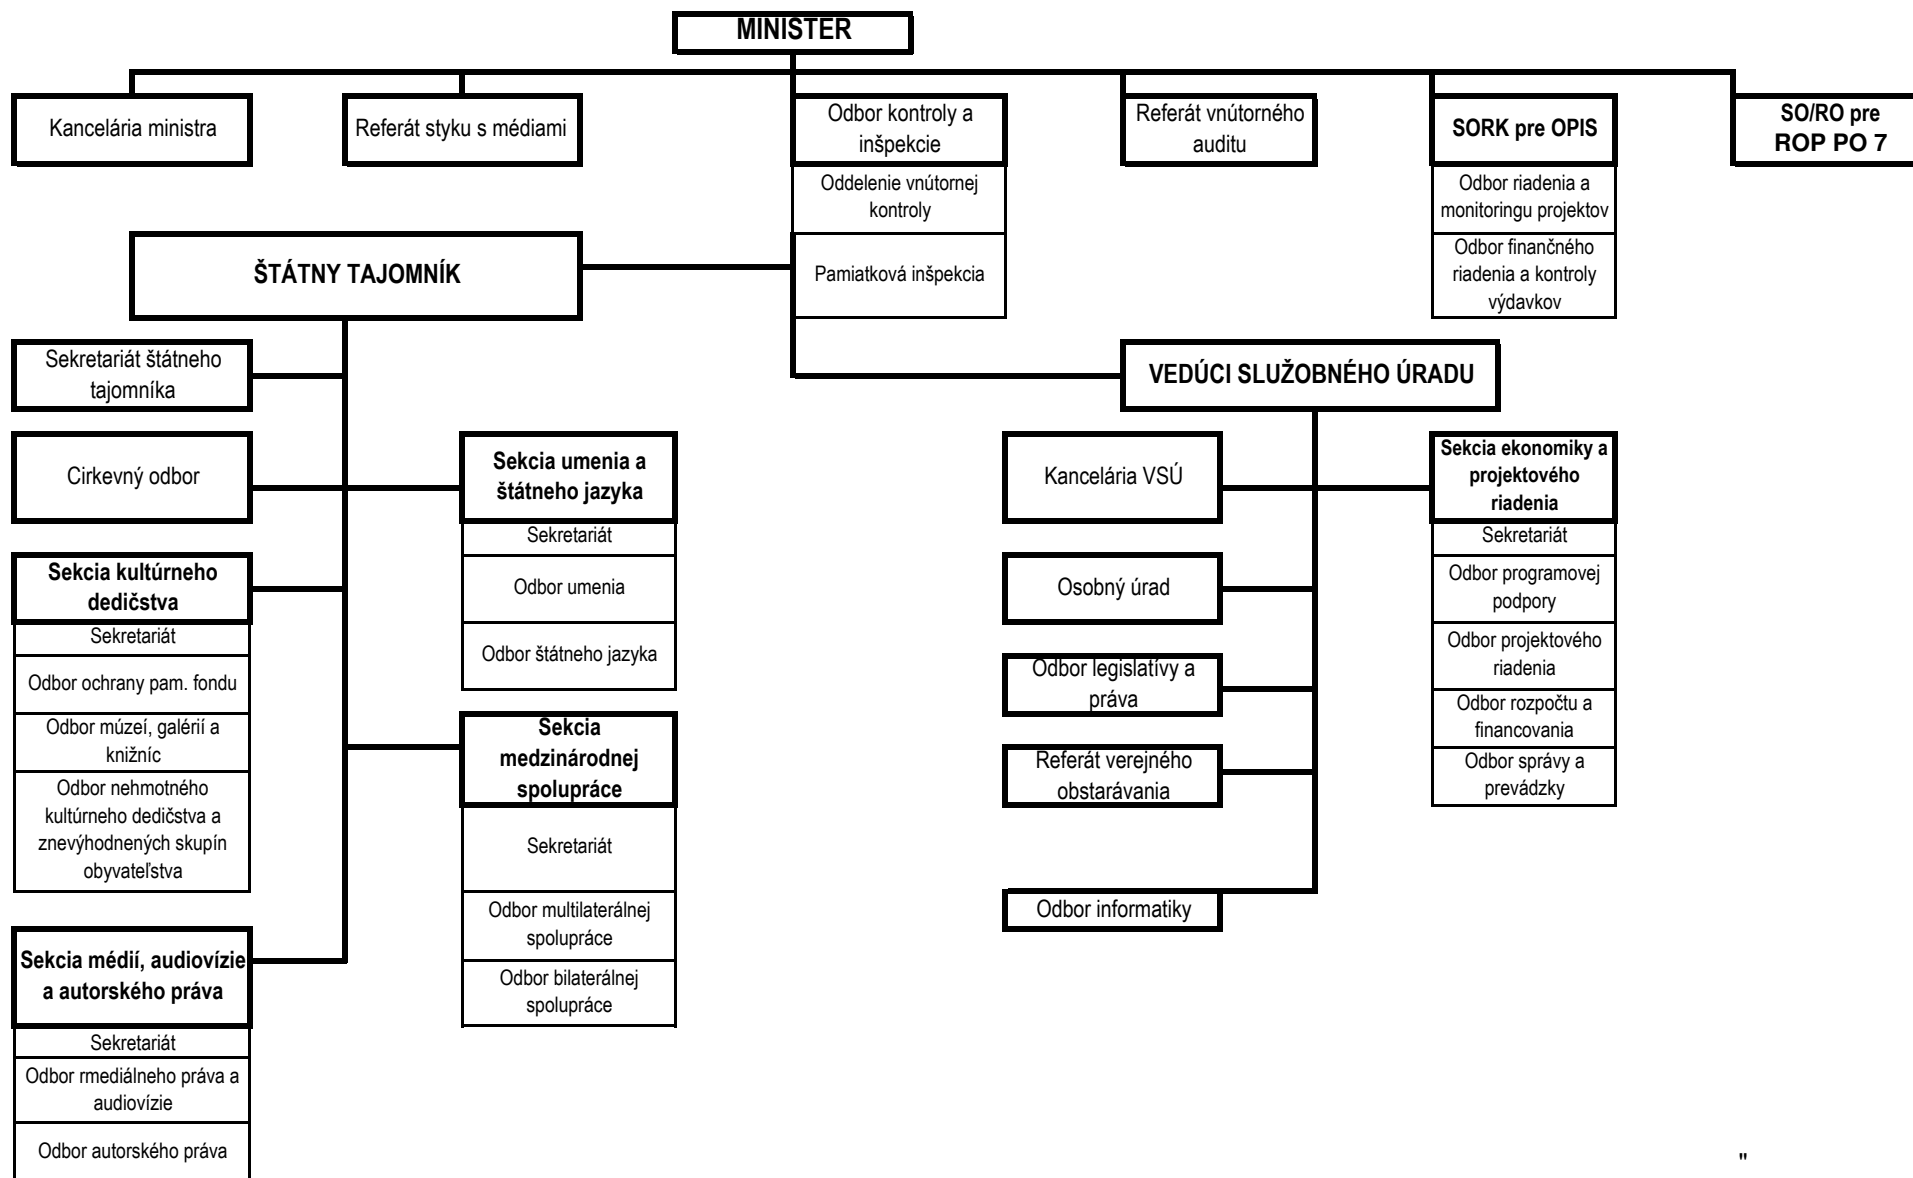 MINISTER
Kancelária ministra
Referát styku s médiami
Odbor kontroly a
inšpekcie
Referát vnútorného
auditu
SORK pre OPIS
SO/RO pre
ROP PO 7
Oddelenie vnútornej
kontroly
Pamiatková inšpekcia
Odbor riadenia a
monitoringu projektov
Odbor finančného
riadenia a kontroly
výdavkov
ŠTÁTNY TAJOMNÍK
VEDÚCI SLUŽOBNÉHO ÚRADU
Sekretariát štátneho
tajomníka
Cirkevný odbor
Sekcia kultúrneho
dedičstva
Sekretariát
Odbor ochrany pam. fondu
Odbor múzeí, galérií a
knižníc
Odbor nehmotného
kultúrneho dedičstva a
znevýhodnených skupín
obyvateľstva
Sekcia médií, audiovízie
a autorského práva
Sekretariát
Odbor rmediálneho práva a
audiovízie
Odbor autorského práva
Sekcia umenia a
štátneho jazyka
Sekretariát
Odbor umenia
Odbor štátneho jazyka
Sekcia
medzinárodnej
spolupráce
Sekretariát
Odbor multilaterálnej
spolupráce
Odbor bilaterálnej
spolupráce
Kancelária VSÚ
Osobný úrad
Odbor legislatívy a
práva
Referát verejného
obstarávania
Odbor informatiky
Sekcia ekonomiky a
projektového
riadenia
Sekretariát
Odbor programovej
podpory
Odbor projektového
riadenia
Odbor rozpočtu a
financovania
Odbor správy a
prevádzky
"